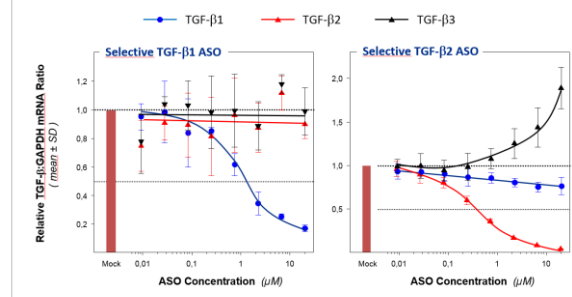 TGF-β1 TGF-β2 TGF-β3
Selective TGF-β1 ASO
Selective TGF-β2 ASO
Relative TGF-β:GAPDH mRNA Ratio
( mean ± SD )
1,2
1,0
0,8
0,6
0,4
0,2
Mock 0,01 0,1 1 10
ASO Concentration (µM)
2,0
1,5
1,0
0,5
Mock 0,01 0,1 1 10
ASO Concentration (µM)